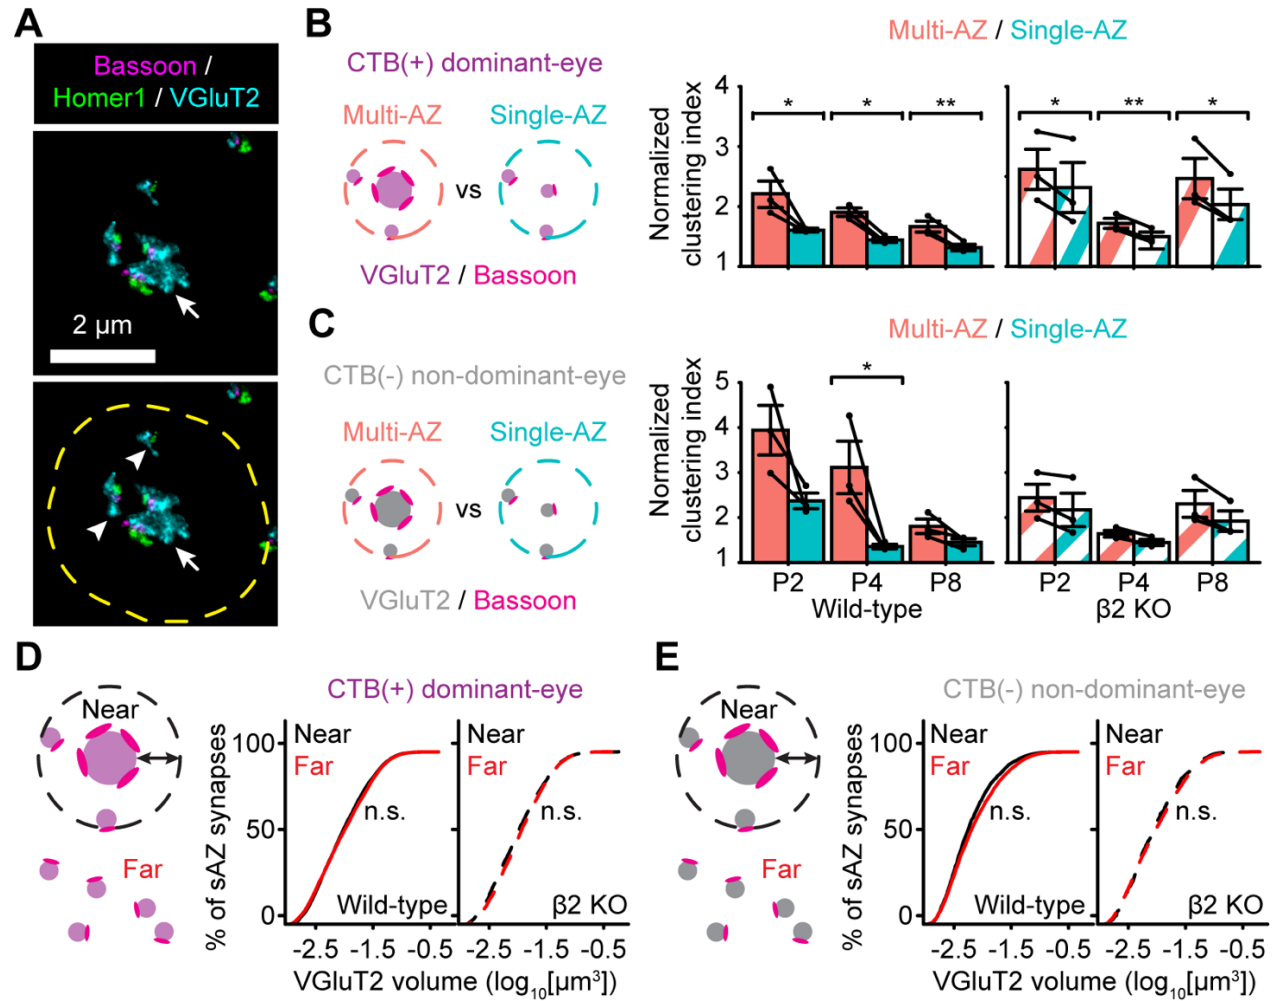 A
Bassoon /
Homer1 / VGluT2
2 µm
B
CTB(+) dominant-eye
Multi-AZ
Single-AZ
vs
VGluT2 / Bassoon
Multi-AZ / Single-AZ
Normalized
clustering index
4
3
2
1
* * **
* ** *
C
CTB(-) non-dominant-eye
Multi-AZ
Single-AZ
vs
VGluT2 / Bassoon
Multi-AZ / Single-AZ
Normalized
clustering index
5
4
3
2
1
*
P2 P4 P8
Wild-type
P2 P4 P8
β2 KO
D
Near
Far
CTB(+) dominant-eye
% of sAZ synapses
100
50
0
Near
Far
n.s.
Wild-type
Near
Far
n.s.
β2 KO
-2.5 -1.5 -0.5
-2.5 -1.5 -0.5
VGluT2 volume (log10[µm³])
E
Near
Far
CTB(-) non-dominant-eye
% of sAZ synapses
100
50
0
Near
Far
n.s.
Wild-type
Near
Far
n.s.
β2 KO
-2.5 -1.5 -0.5
-2.5 -1.5 -0.5
VGluT2 volume (log10[µm³])